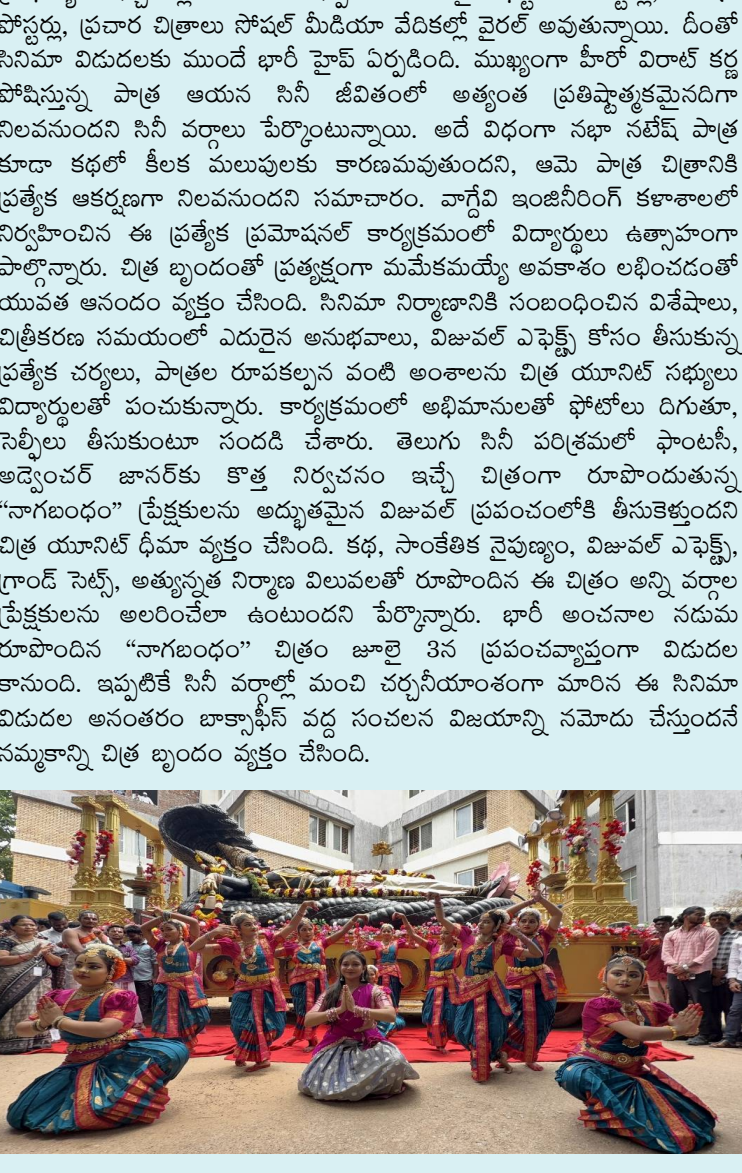 పోస్టర్లు, ప్రచార చిత్రాలు సోషల్ మీడియా వేదికల్లో వైరల్ అవుతున్నాయి. దీంతో
సినిమా విడుదలకు ముందే భారీ హైప్ ఏర్పడింది. ముఖ్యంగా హీరో విరాట్ కర్ణ
పోషిస్తున్న పాత్ర ఆయన సినీ జీవితంలో అత్యంత ప్రతిష్ఠాత్మకమైనదిగా
నిలవనుందని సినీ వర్గాలు పేర్కొంటున్నాయి. అదే విధంగా నభా నటేష్ పాత్ర
కూడా కథలో కీలక మలుపులకు కారణమవుతుందని, ఆమె పాత్ర చిత్రానికి
ప్రత్యేక ఆకర్షణగా నిలవనుందని సమాచారం. వాగ్దేవి ఇంజినీరింగ్ కళాశాలలో
నిర్వహించిన ఈ ప్రత్యేక ప్రమోషనల్ కార్యక్రమంలో విద్యార్థులు ఉత్సాహంగా
పాల్గొన్నారు. చిత్ర బృందంతో ప్రత్యక్షంగా మమేకమయ్యే అవకాశం లభించడంతో
యువత ఆనందం వ్యక్తం చేసింది. సినిమా నిర్మాణానికి సంబంధించిన విశేషాలు,
చిత్రీకరణ సమయంలో ఎదురైన అనుభవాలు, విజువల్ ఎఫెక్ట్స్ కోసం తీసుకున్న
ప్రత్యేక చర్యలు, పాత్రల రూపకల్పన వంటి అంశాలను చిత్ర యూనిట్ సభ్యులు
విద్యార్థులతో పంచుకున్నారు. కార్యక్రమంలో అభిమానులతో ఫోటోలు దిగుతూ,
సెల్ఫీలు తీసుకుంటూ సందడి చేశారు. తెలుగు సినీ పరిశ్రమలో ఫాంటసీ,
అడ్వెంచర్ జానర్‌కు కొత్త నిర్వచనం ఇచ్చే చిత్రంగా రూపొందుతున్న
“నాగబంధం” ప్రేక్షకులను అద్భుతమైన విజువల్ ప్రపంచంలోకి తీసుకెళ్తుందని
చిత్ర యూనిట్ ధీమా వ్యక్తం చేసింది. కథ, సాంకేతిక నైపుణ్యం, విజువల్ ఎఫెక్ట్స్,
గ్రాండ్ సెట్స్, అత్యున్నత నిర్మాణ విలువలతో రూపొందిన ఈ చిత్రం అన్ని వర్గాల
ప్రేక్షకులను అలరించేలా ఉంటుందని పేర్కొన్నారు. భారీ అంచనాల నడుమ
రూపొందిన “నాగబంధం” చిత్రం జూలై 3న ప్రపంచవ్యాప్తంగా విడుదల
కానుంది. ఇప్పటికే సినీ వర్గాల్లో మంచి చర్చనీయాంశంగా మారిన ఈ సినిమా
విడుదల అనంతరం బాక్సాఫీస్ వద్ద సంచలన విజయాన్ని నమోదు చేస్తుందనే
నమ్మకాన్ని చిత్ర బృందం వ్యక్తం చేసింది.